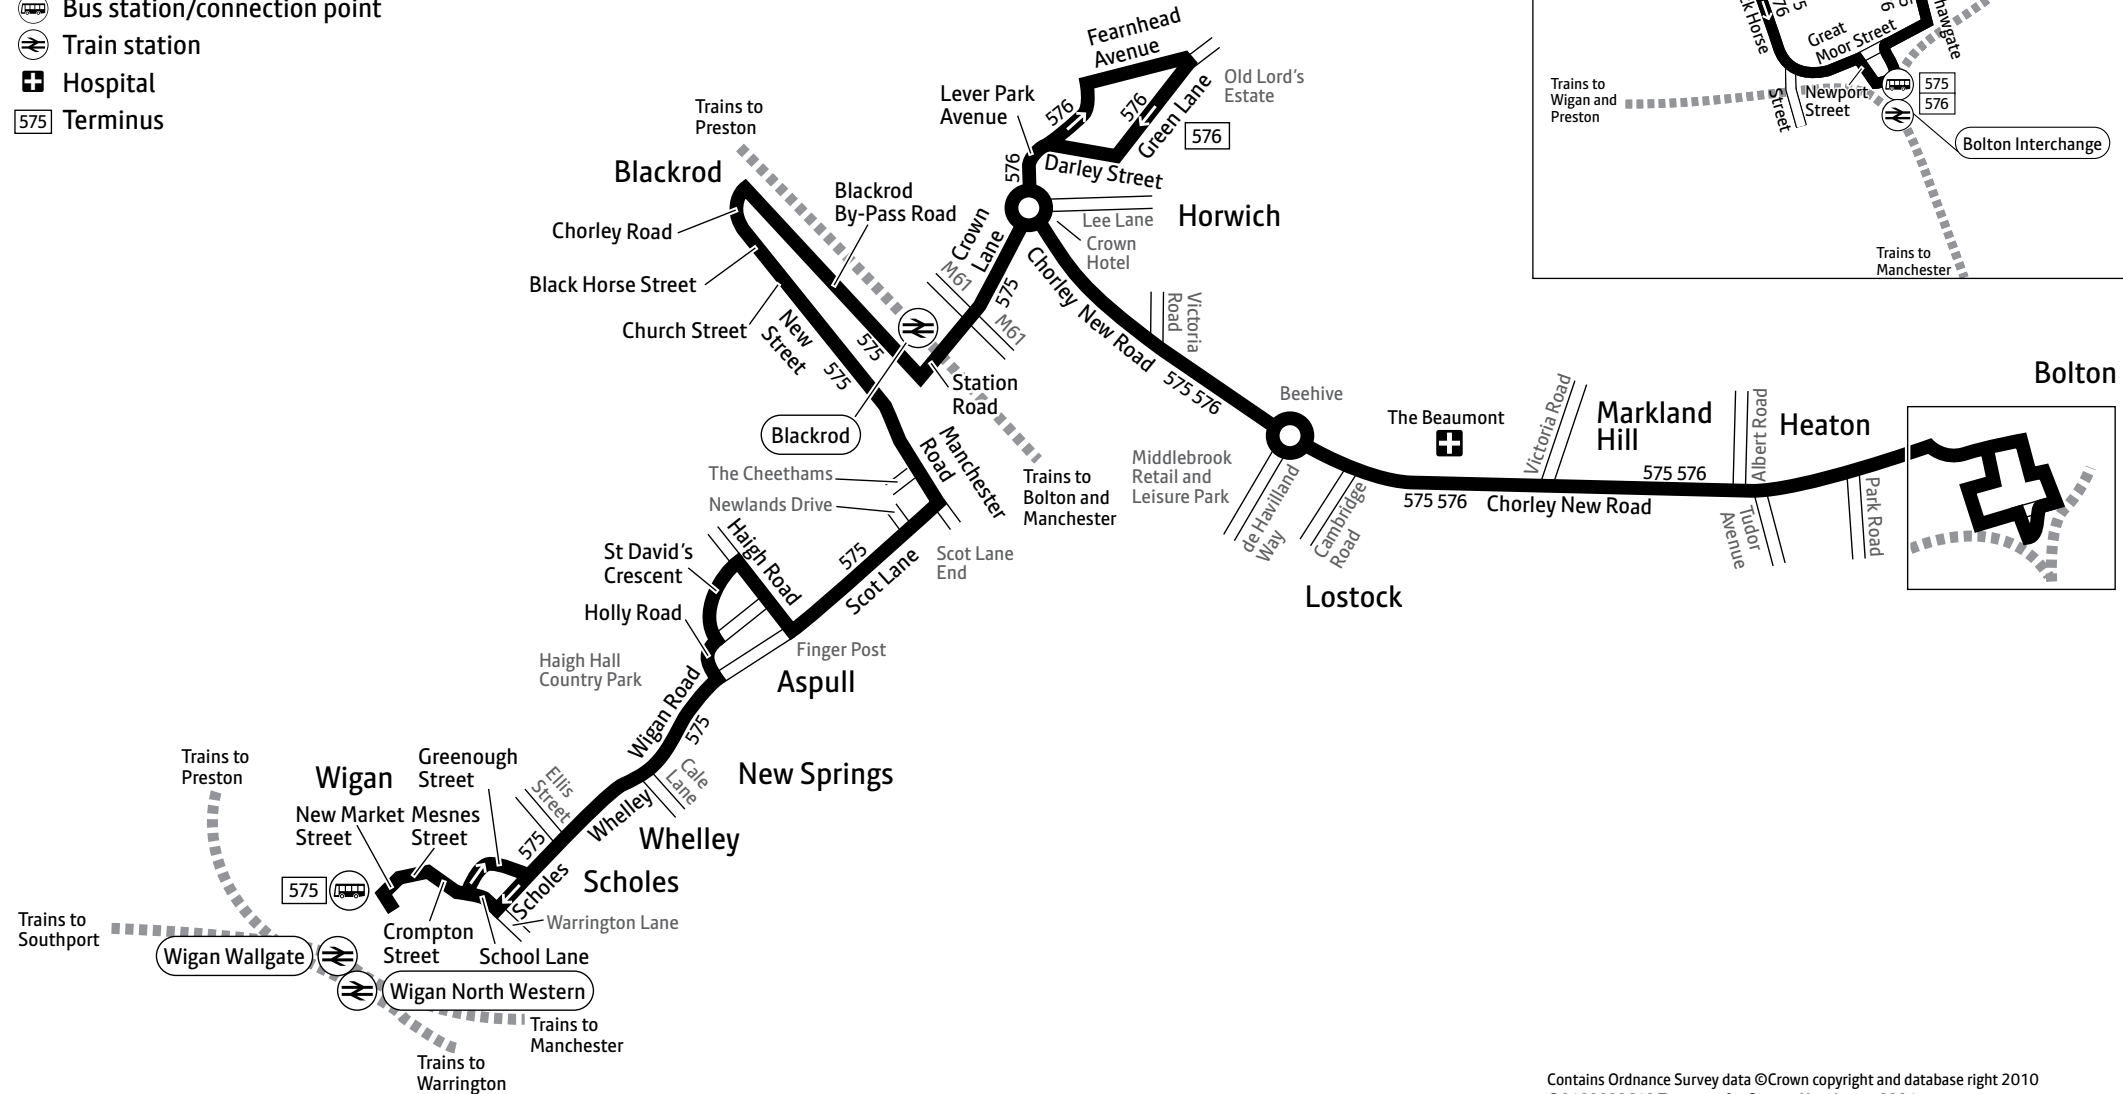 Bus station/connection point
Train station
Hospital
575 Terminus
Fearnhead
Avenue
Old Lord's
Estate
Lever Park
Avenue
576
576
Green Lane
576
576
Darley Street
Trains to
Preston
Blackrod
Chorley Road
Blackrod
By-Pass Road
Black Horse Street
Church Street
New
Street
575
575
Crown
Lane
M61
575
M61
Lee Lane
Crown
Hotel
Horwich
Chorley New Road
575 576
Victoria
Road
Station
Road
Blackrod
Manchester
Road
The Cheethams
Newlands Drive
Trains to
Bolton and
Manchester
Beehive
Middlebrook
Retail and
Leisure Park
de Havilland
Way
Cambridge
Road
Lostock
The Beaumont
575 576
Chorley New Road
Victoria Road
Markland
Hill
575 576
Albert Road
Heaton
Tudor
Avenue
Park Road
Bolton
Haigh Road
575
Scot Lane
Scot Lane
End
St David's
Crescent
Holly Road
Finger Post
Haigh Hall
Country Park
Aspull
Wigan Road
575
New Springs
Cale
Lane
Ellis
Street
Whelley
Whelley
575
Scholes
Scholes
Warrington Lane
Trains to
Preston
Wigan
Greenough
Street
New Market
Street
Mesnes
Street
575
Crompton
Street
School Lane
Trains to
Southport
Wigan Wallgate
Wigan North Western
Trains to
Manchester
Trains to
Warrington
Great
Moor Street
Trains to
Wigan and
Preston
Street
Newport
Street
575
576
Bolton Interchange
Trains to
Manchester
Contains Ordnance Survey data ©Crown copyright and database right 2010